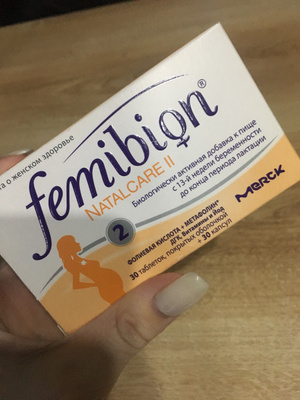 та о женском здоровье
femibion®
NATALCARE II
Биологически активная добавка к пище
с 13-й недели беременности
до конца периода лактации
2
MERCK
ФОЛИЕВАЯ КИСЛОТА + МЕТАФОЛИН®
ДГК, Витамины и Йод
30 таблеток, покрытых оболочкой
+ 30 капсул